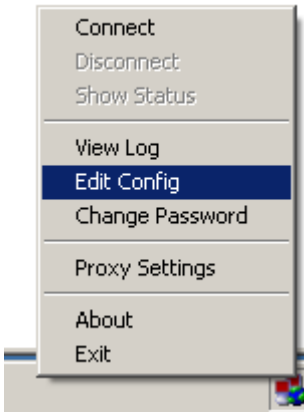 Connect
Disconnect
Show Status
View Log
Edit Config
Change Password
Proxy Settings
About
Exit